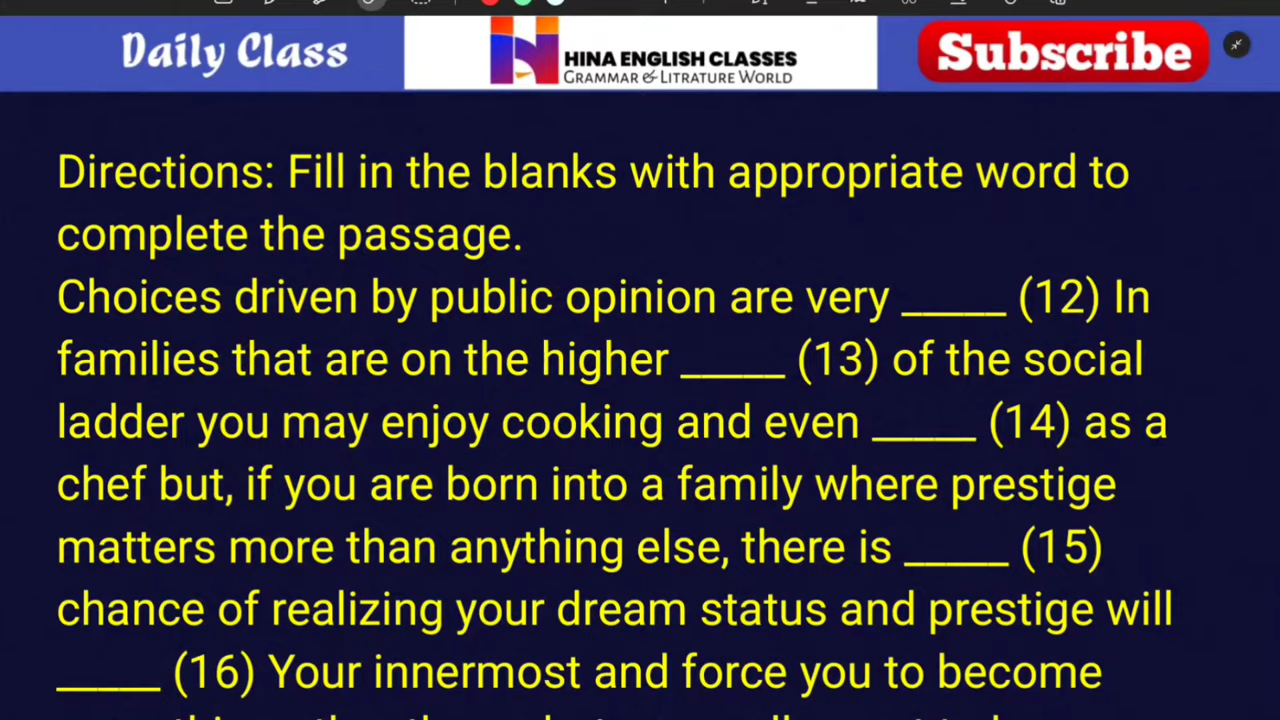 Daily Class
HINA ENGLISH CLASSES
GRAMMAR & LITRATURE WORLD
Subscribe
Directions: Fill in the blanks with appropriate word to
complete the passage.
Choices driven by public opinion are very _____ (12) In
families that are on the higher _____ (13) of the social
ladder you may enjoy cooking and even _____ (14) as a
chef but, if you are born into a family where prestige
matters more than anything else, there is _____ (15)
chance of realizing your dream status and prestige will
_____ (16) Your innermost and force you to become